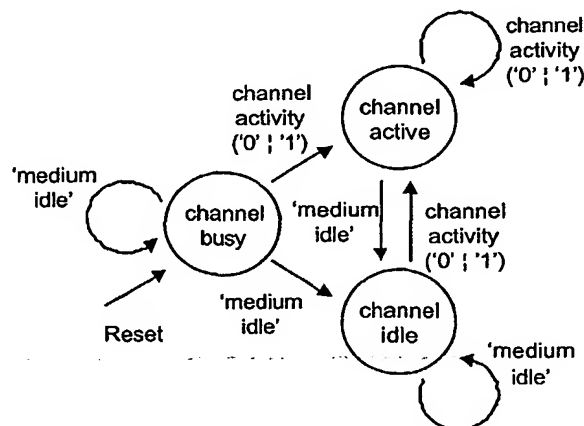 channel
activity
('0' ¦ '1')
channel
active
channel
activity
('0' ¦ '1')
'medium
idle'
channel
busy
'medium
idle'
channel
activity
('0' ¦ '1')
'medium
idle'
Reset
channel
idle
'medium
idle'